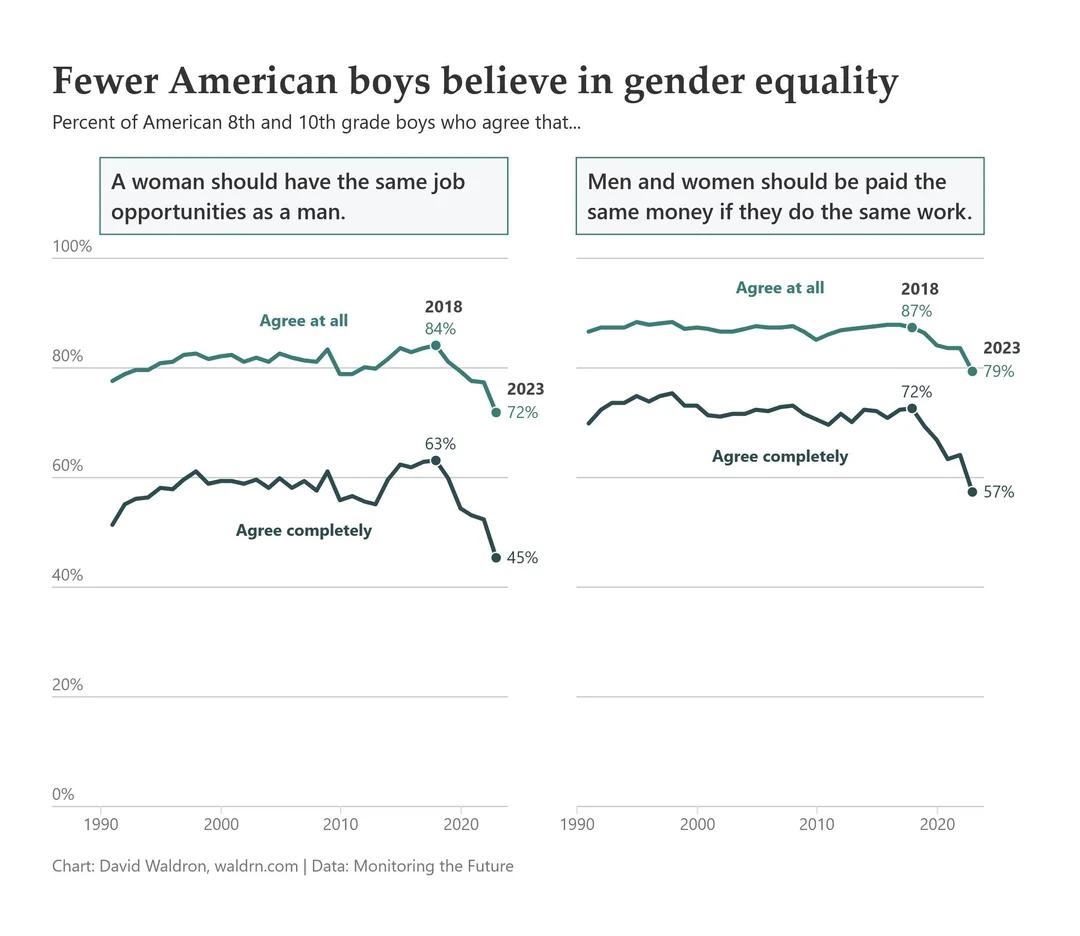 Fewer American boys believe in gender equality
Percent of American 8th and 10th grade boys who agree that...
A woman should have the same job
opportunities as a man.
100%
80%
60%
40%
20%
0%
Agree at all
2018
84%
2023
72%
63%
Agree completely
45%
1990
2000
2010
2020
Men and women should be paid the
same money if they do the same work.
Agree at all
2018
87%
2023
79%
72%
Agree completely
57%
1990
2000
2010
2020
Chart: David Waldron, waldrn.com | Data: Monitoring the Future